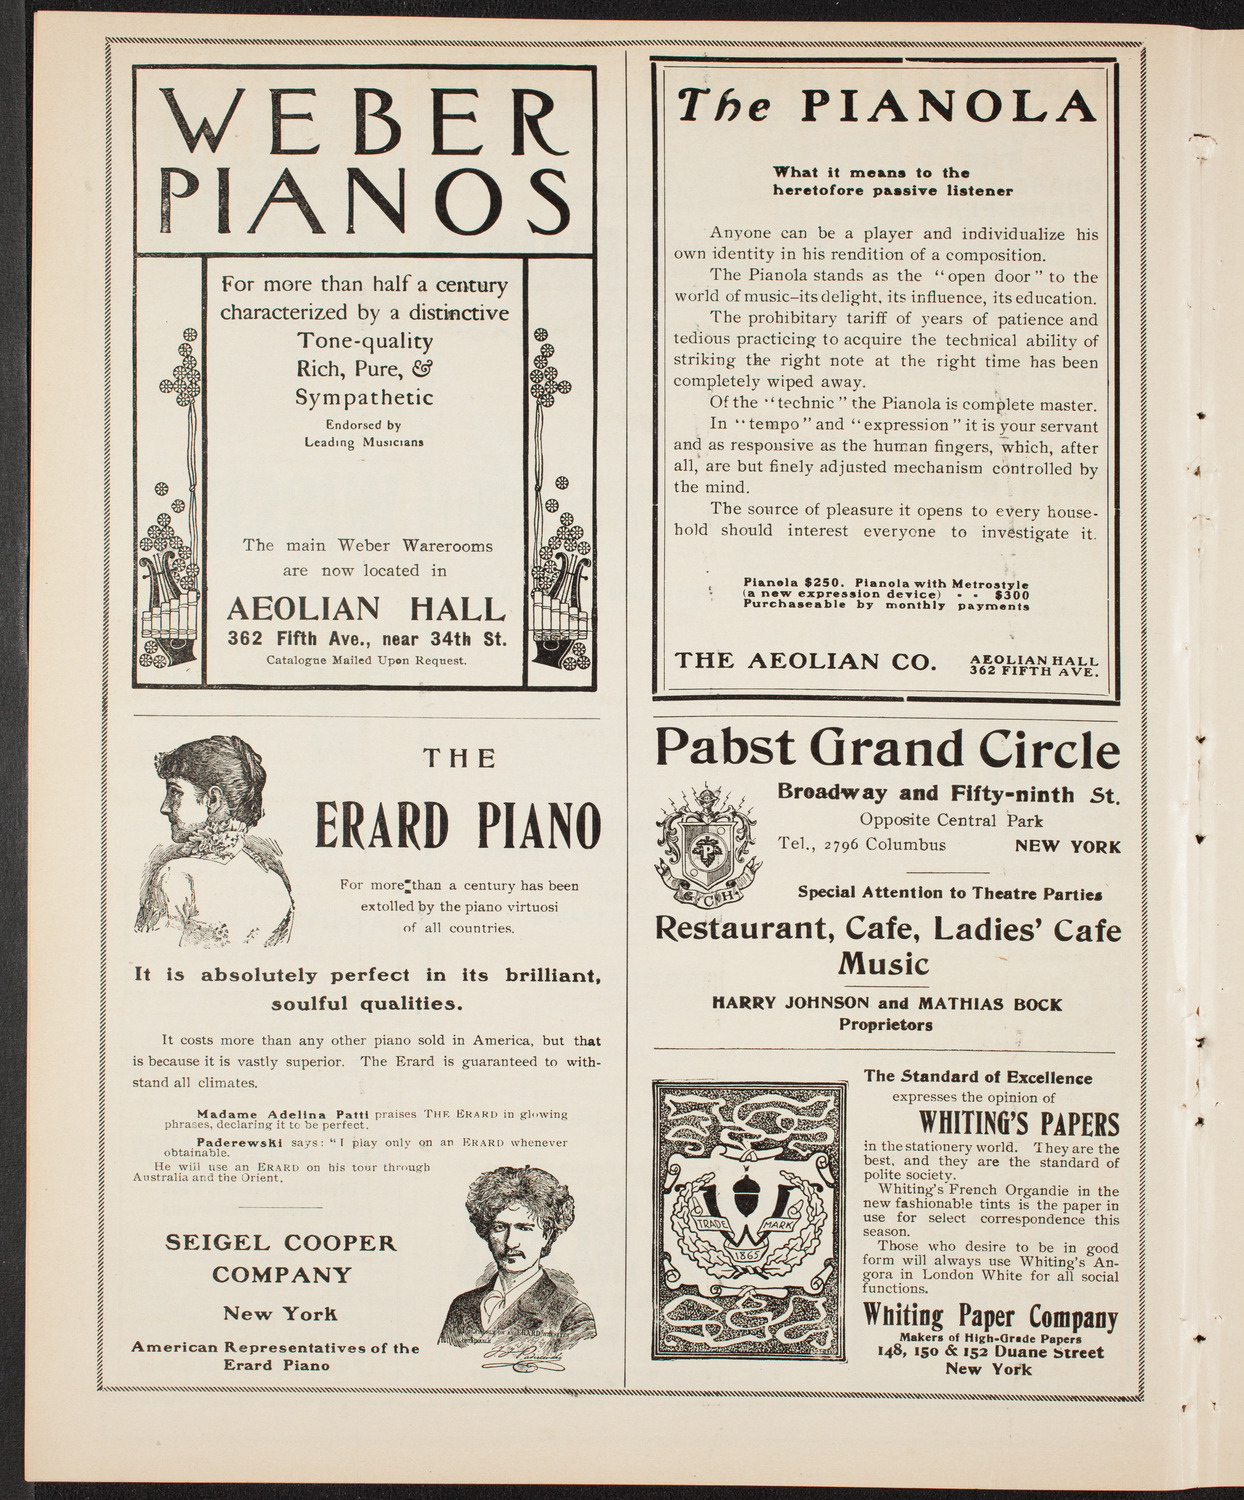 WEBER
PIANOS
For more than half a century
characterized by a distinctive
Tone-quality
Rich, Pure, &
Sympathetic
Endorsed by
Leading Musicians
The main Weber Warerooms
are now located in
AEOLIAN HALL
362 Fifth Ave., near 34th St.
Catalogue Mailed Upon Request.
THE
ERARD PIANO
For more than a century has been
extolled by the piano virtuosi
of all countries.
It is absolutely perfect in its brilliant,
soulful qualities.
It costs more than any other piano sold in America, but that
is because it is vastly superior. The Erard is guaranteed to with-
stand all climates.
Madame Adelina Patti praises THE ERARD in glowing
phrases, declaring it to be perfect.
Paderewski says: "I play only on an ERARD whenever
obtainable.
He will use an ERARD on his tour through
Australia and the Orient.
SEIGEL COOPER
COMPANY
New York
American Representatives of the
Erard Piano
The PIANOLA
What it means to the
heretofore passive listener
Anyone can be a player and individualize his
own identity in his rendition of a composition.
The Pianola stands as the "open door" to the
world of music—its delight, its influence, its education.
The prohibitary tariff of years of patience and
tedious practicing to acquire the technical ability of
striking the right note at the right time has been
completely wiped away.
Of the "technic" the Pianola is complete master.
In "tempo" and "expression" it is your servant
and as responsive as the human fingers, which, after
all, are but finely adjusted mechanism controlled by
the mind.
The source of pleasure it opens to every house-
hold should interest everyone to investigate it.
Pianola $250. Pianola with Metrostyle
(a new expression device) - - $300
Purchaseable by monthly payments
THE AEOLIAN CO.
AEOLIAN HALL
362 FIFTH AVE.
Pabst Grand Circle
Broadway and Fifty-ninth St.
Opposite Central Park
Tel., 2796 Columbus NEW YORK
P
G C H
Special Attention to Theatre Parties
Restaurant, Cafe, Ladies' Cafe
Music
HARRY JOHNSON and MATHIAS BOCK
Proprietors
TRADE MARK
1865
The Standard of Excellence
expresses the opinion of
WHITING'S PAPERS
in the stationery world. They are the
best, and they are the standard of
polite society.
Whiting's French Organdie in the
new fashionable tints is the paper in
use for select correspondence this
season.
Those who desire to be in good
form will always use Whiting's An-
gora in London White for all social
functions.
Whiting Paper Company
Makers of High-Grade Papers
148, 150 & 152 Duane Street
New York